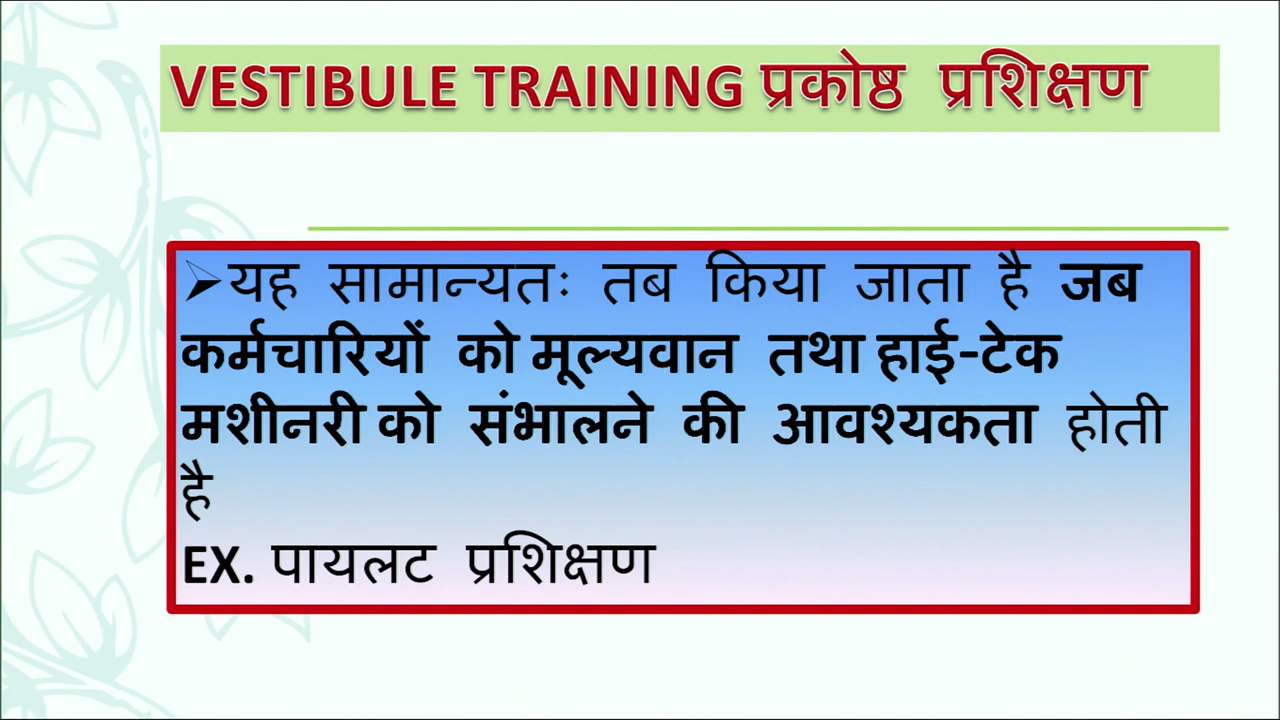 VESTIBULE TRAINING प्रकोष्ठ प्रशिक्षण
➢यह सामान्यतः तब किया जाता है जब
कर्मचारियों को मूल्यवान तथा हाई-टेक
मशीनरी को संभालने की आवश्यकता होती
है
EX. पायलट प्रशिक्षण